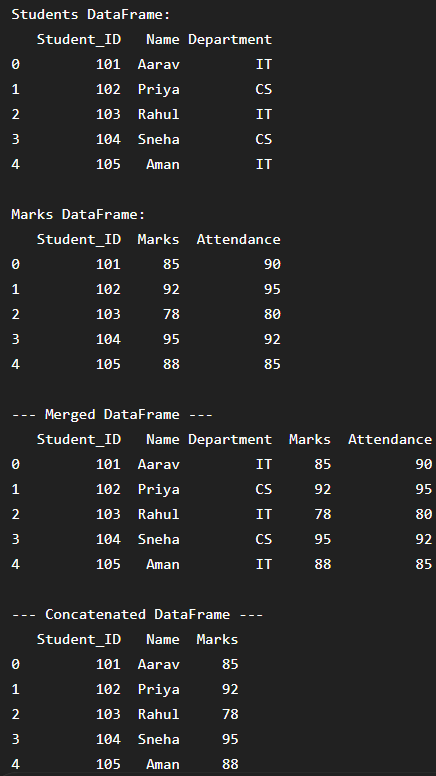 Students DataFrame:
   Student_ID   Name Department
0         101  Aarav         IT
1         102  Priya         CS
2         103  Rahul         IT
3         104  Sneha         CS
4         105   Aman         IT

Marks DataFrame:
   Student_ID  Marks  Attendance
0         101     85          90
1         102     92          95
2         103     78          80
3         104     95          92
4         105     88          85

--- Merged DataFrame ---
   Student_ID   Name Department  Marks  Attendance
0         101  Aarav         IT     85          90
1         102  Priya         CS     92          95
2         103  Rahul         IT     78          80
3         104  Sneha         CS     95          92
4         105   Aman         IT     88          85

--- Concatenated DataFrame ---
   Student_ID   Name  Marks
0         101  Aarav     85
1         102  Priya     92
2         103  Rahul     78
3         104  Sneha     95
4         105   Aman     88